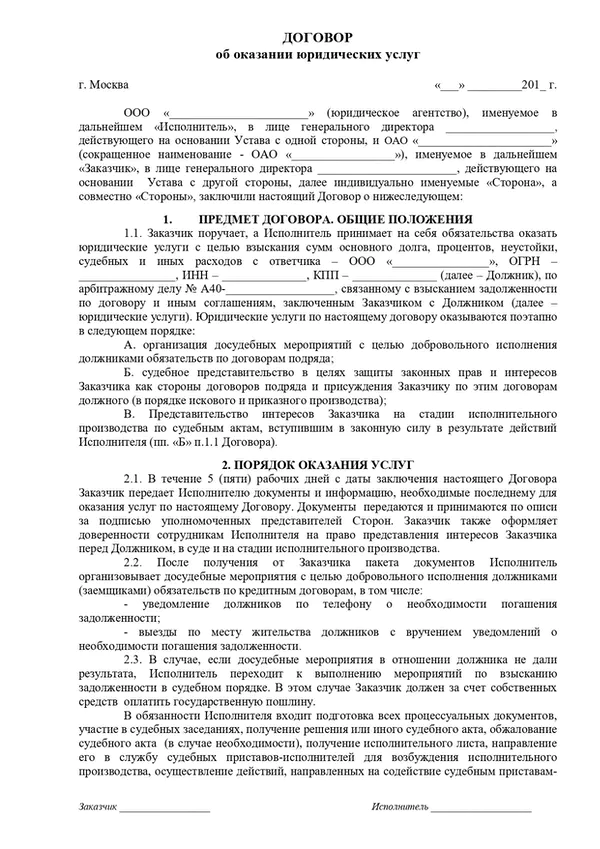 ДОГОВОР
об оказании юридических услуг
г. Москва «___» _________201_ г.
ООО «_______________________» (юридическое агентство), именуемое в
дальнейшем «Исполнитель», в лице генерального директора __________________,
действующего на основании Устава с одной стороны, и ОАО «______________________»
(сокращенное наименование - ОАО «_________________»), именуемое в дальнейшем
«Заказчик», в лице генерального директора _______________________, действующего на
основании Устава с другой стороны, далее индивидуально именуемые «Сторона», а
совместно «Стороны», заключили настоящий Договор о нижеследующем:
1. ПРЕДМЕТ ДОГОВОРА. ОБЩИЕ ПОЛОЖЕНИЯ
1.1. Заказчик поручает, а Исполнитель принимает на себя обязательства оказать
юридические услуги с целью взыскания сумм основного долга, процентов, неустойки,
судебных и иных расходов с ответчика – ООО «________________», ОГРН –
________________, ИНН – ______________, КПП – ______________ (далее – Должник), по
арбитражному делу № А40-__________________, связанному с взысканием задолженности
по договору и иным соглашениям, заключенным Заказчиком с Должником (далее –
юридические услуги). Юридические услуги по настоящему договору оказываются поэтапно
в следующем порядке:
А. организация досудебных мероприятий с целью добровольного исполнения
должниками обязательств по договорам подряда;
Б. судебное представительство в целях защиты законных прав и интересов
Заказчика как стороны договоров подряда и присуждения Заказчику по этим договорам
должного (в порядке искового и приказного производства);
В. Представительство интересов Заказчика на стадии исполнительного
производства по судебным актам, вступившим в законную силу в результате действий
Исполнителя (пп. «Б» п.1.1 Договора).
2. ПОРЯДОК ОКАЗАНИЯ УСЛУГ
2.1. В течение 5 (пяти) рабочих дней с даты заключения настоящего Договора
Заказчик передает Исполнителю документы и информацию, необходимые последнему для
оказания услуг по настоящему Договору. Документы передаются и принимаются по описи
за подписью уполномоченных представителей Сторон. Заказчик также оформляет
доверенности сотрудникам Исполнителя на право представления интересов Заказчика
перед Должником, в суде и на стадии исполнительного производства.
2.2. После получения от Заказчика пакета документов Исполнитель
организовывает досудебные мероприятия с целью добровольного исполнения должниками
(заемщиками) обязательств по кредитным договорам, в том числе:
- уведомление должников по телефону о необходимости погашения
задолженности;
- выезды по месту жительства должников с вручением уведомлений о
необходимости погашения задолженности.
2.3. В случае, если досудебные мероприятия в отношении должника не дали
результата, Исполнитель переходит к выполнению мероприятий по взысканию
задолженности в судебном порядке. В этом случае Заказчик должен за счет собственных
средств оплатить государственную пошлину.
В обязанности Исполнителя входит подготовка всех процессуальных документов,
участие в судебных заседаниях, получение решения или иного судебного акта, обжалование
судебного акта (в случае необходимости), получение исполнительного листа, направление
его в службу судебных приставов-исполнителей для возбуждения исполнительного
производства, осуществление действий, направленных на содействие судебным приставам-
Заказчик ___________________ Исполнитель _____________________